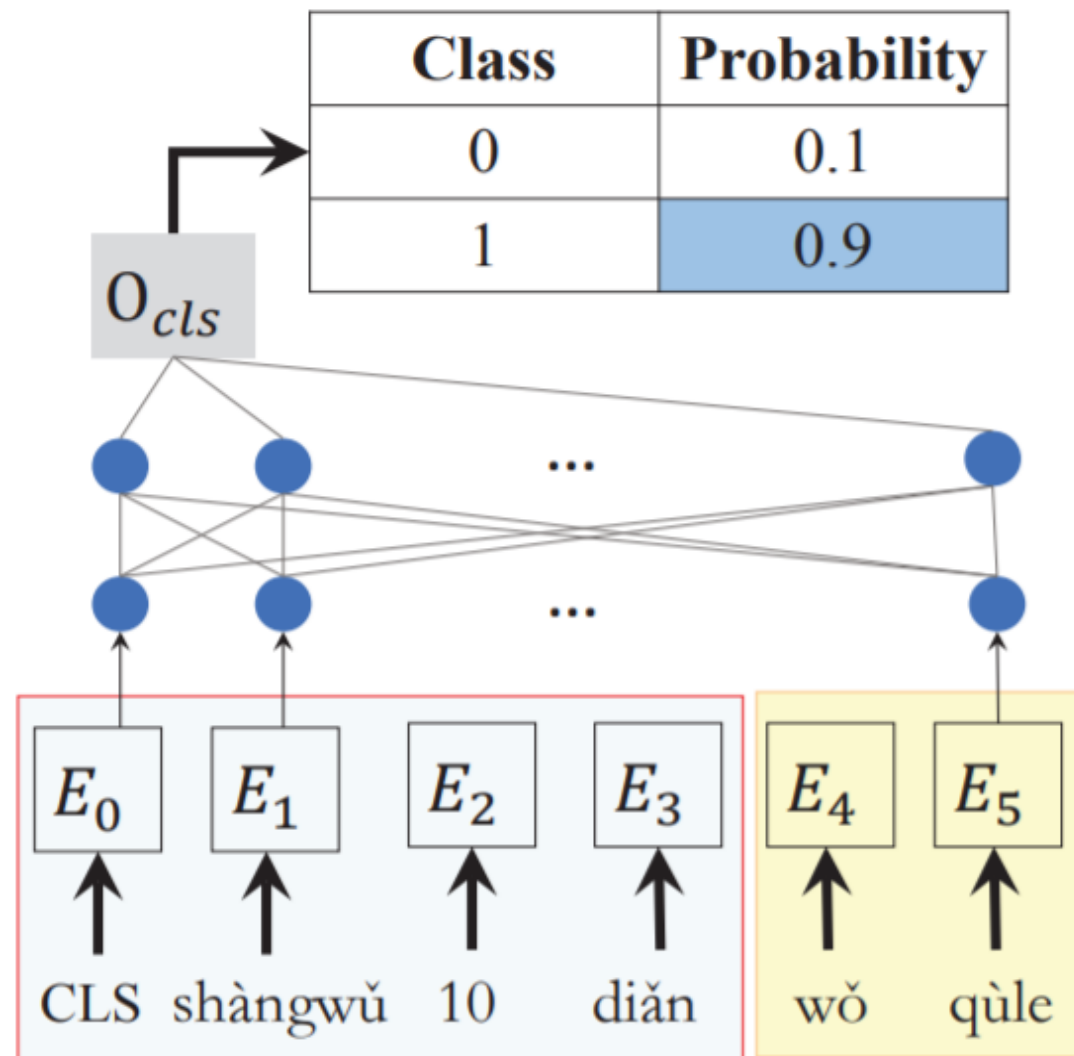 Class Probability
0 0.1
1 0.9
O_cls
...
...
E_0 E_1 E_2 E_3 E_4 E_5
CLS shàngwǔ 10 diǎn wǒ qùle